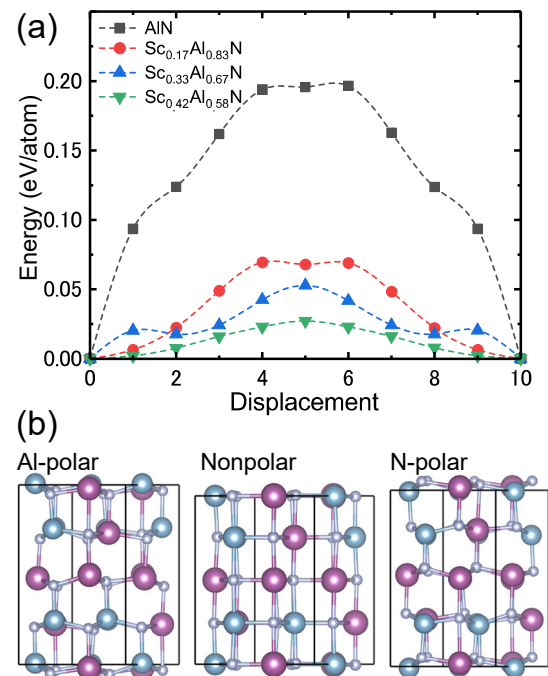 (a)
AlN
Sc0.17Al0.83N
Sc0.33Al0.67N
Sc0.42Al0.58N
0.20
0.15
0.10
0.05
0.00
Energy (eV/atom)
0 2 4 6 8 10
Displacement
(b)
Al-polar Nonpolar N-polar